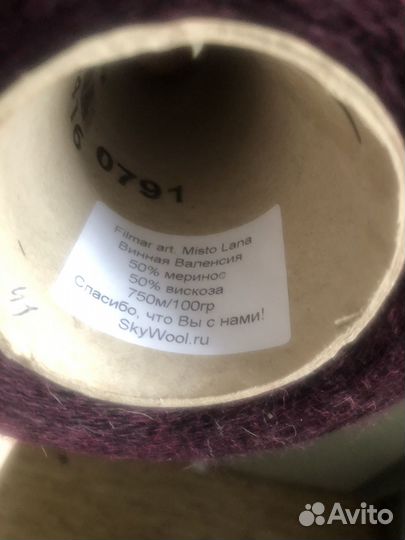 0791
Filmar art. Misto Lana
Винная Валенсия
50% меринос
50% вискоза
750м/100гр
Спасибо, что Вы с нами!
SkyWool.ru
Avito